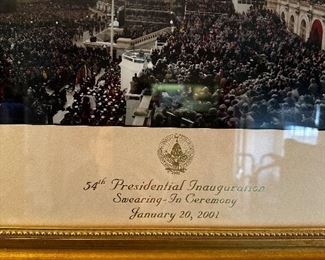 54th Presidential Inauguration
Swearing-In Ceremony
January 20, 2001